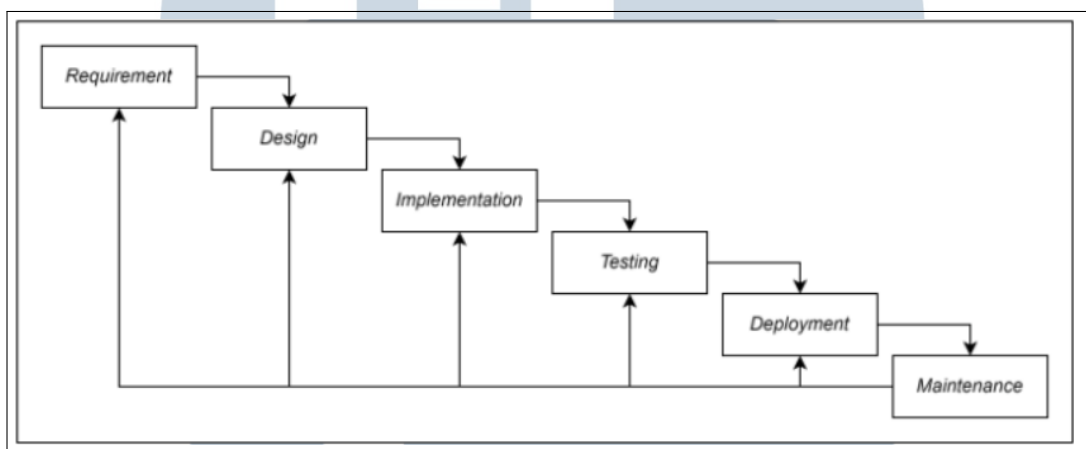 Requirement
Design
Implementation
Testing
Deployment
Maintenance